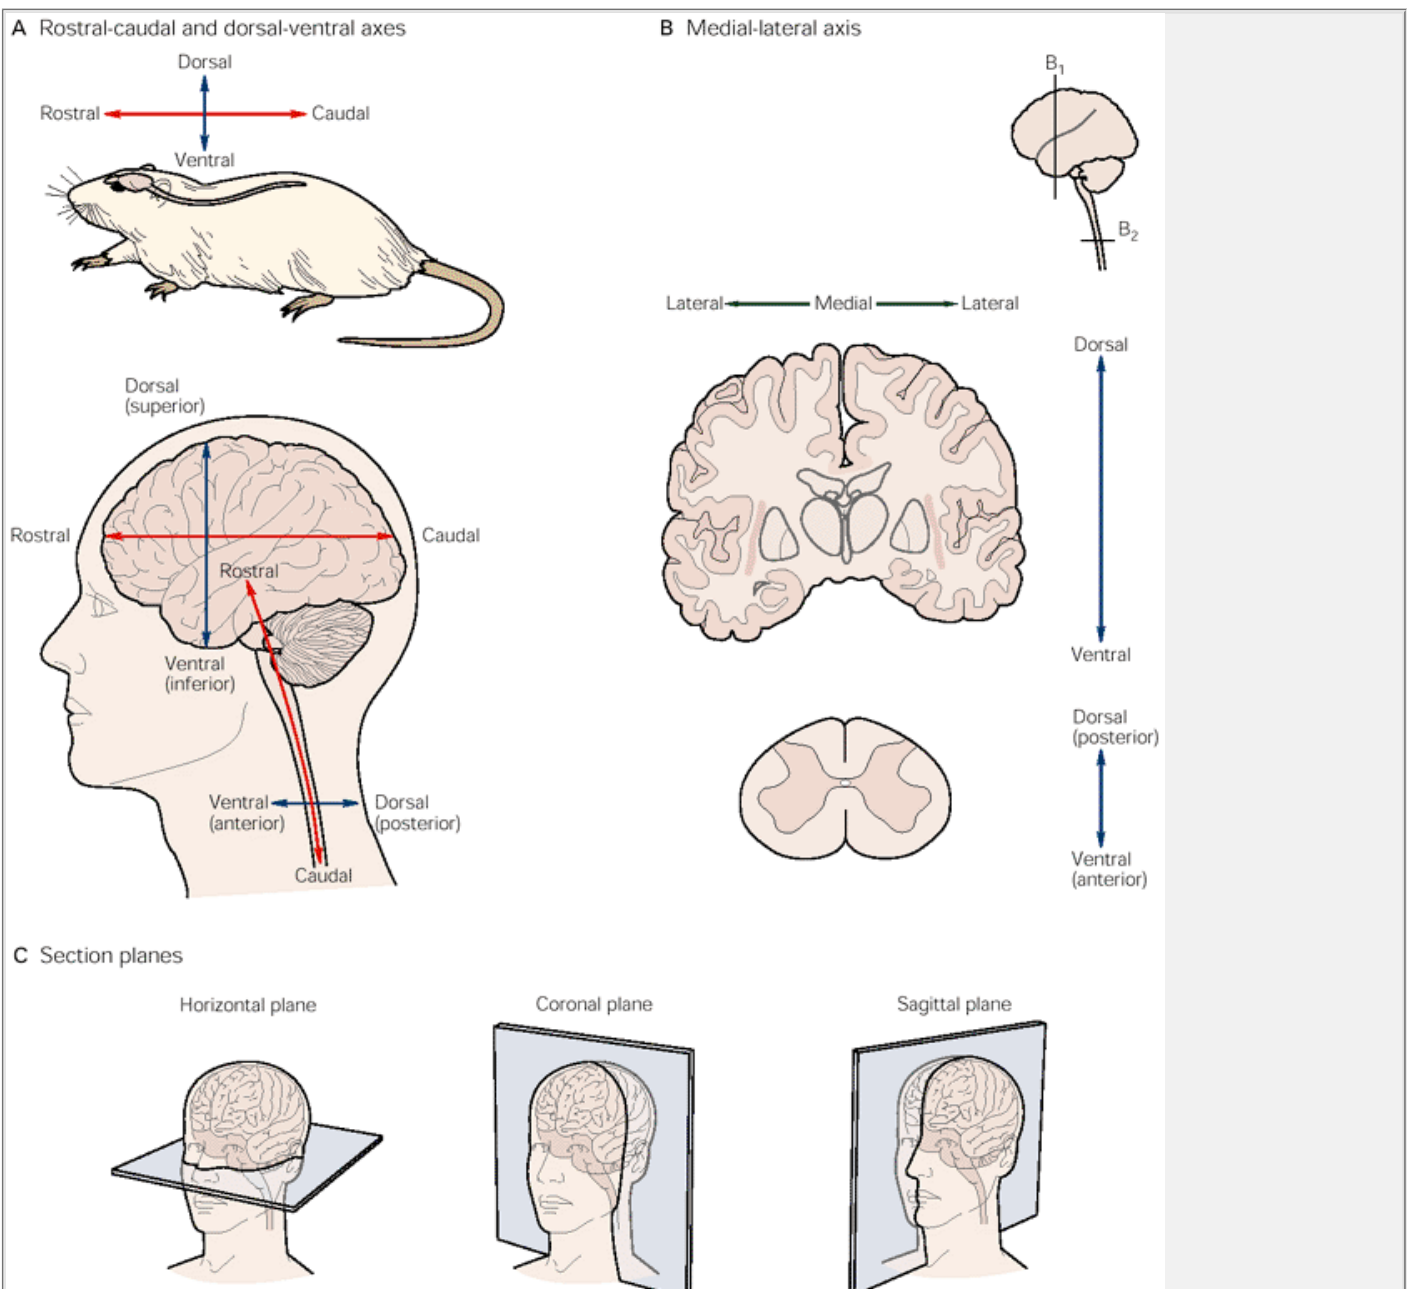 A Rostral-caudal and dorsal-ventral axes
Dorsal
Rostral
Caudal
Ventral
Dorsal
(superior)
Rostral
Caudal
Rostral
Ventral
(inferior)
Ventral
(anterior)
Dorsal
(posterior)
Caudal
B Medial-lateral axis
B1
B2
Lateral
Medial
Lateral
Dorsal
Ventral
Dorsal
(posterior)
Ventral
(anterior)
C Section planes
Horizontal plane
Coronal plane
Sagittal plane